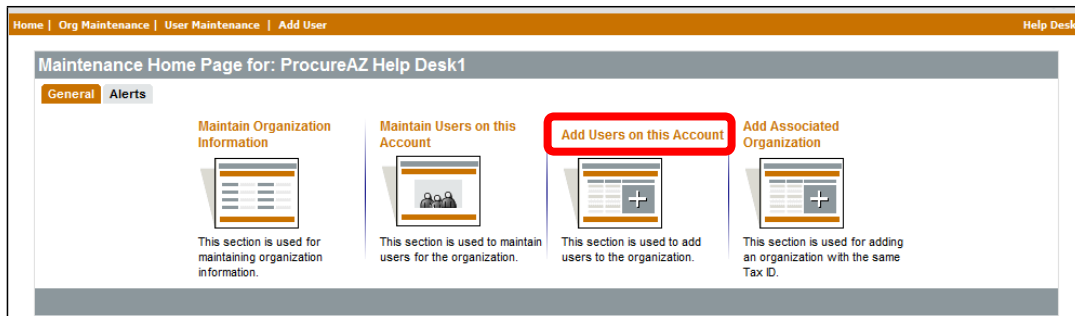 Home | Org Maintenance | User Maintenance | Add User
Help Desk
Maintenance Home Page for: ProcureAZ Help Desk1
General Alerts
Maintain Organization
Information
This section is used for
maintaining organization
information.
Maintain Users on this
Account
This section is used to maintain
users for the organization.
Add Users on this Account
This section is used to add
users to the organization.
Add Associated
Organization
This section is used for adding
an organization with the same
Tax ID.